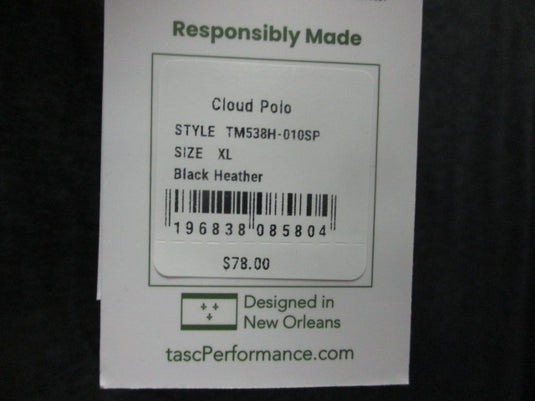 Responsibly Made
Cloud Polo
STYLE TM538H-010SP
SIZE XL
Black Heather
196838 085804
$78.00
Designed in
New Orleans
tascPerformance.com